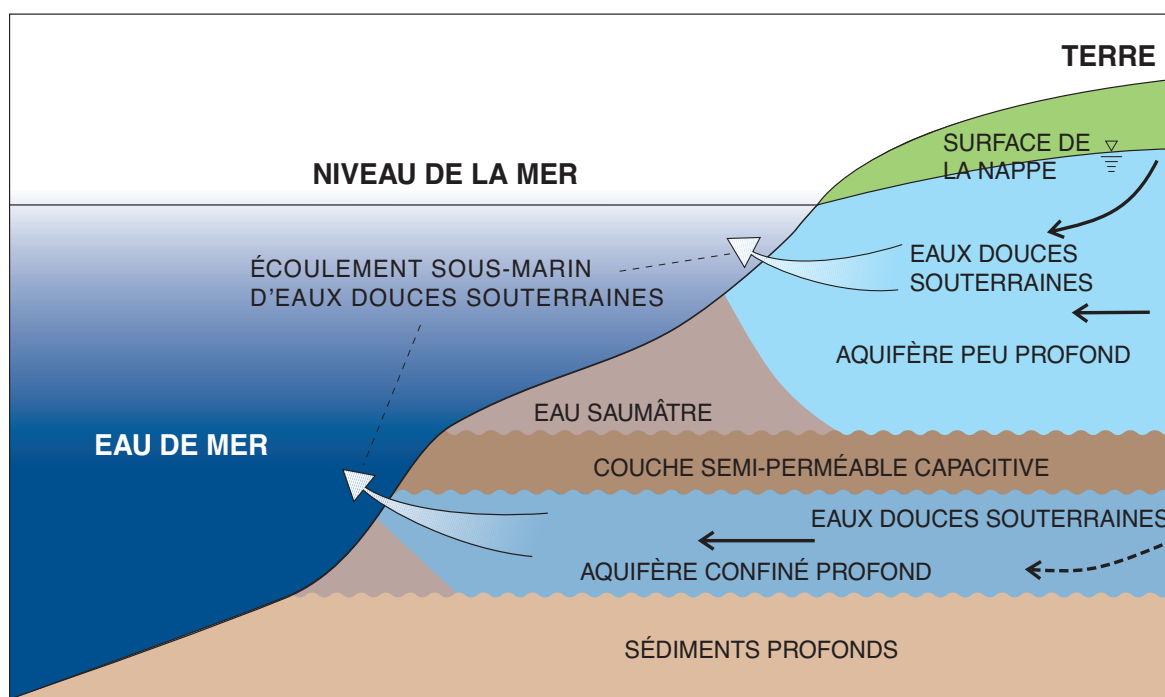 TERRE
SURFACE DE
LA NAPPE
NIVEAU DE LA MER
ÉCOULEMENT SOUS-MARIN
D'EAUX DOUCES SOUTERRAINES
EAUX DOUCES
SOUTERRAINES
AQUIFÈRE PEU PROFOND
EAU SAUMÂTRE
EAU DE MER
COUCHE SEMI-PERMÉABLE CAPACITIVE
EAUX DOUCES SOUTERRAINES
AQUIFÈRE CONFINÉ PROFOND
SÉDIMENTS PROFONDS